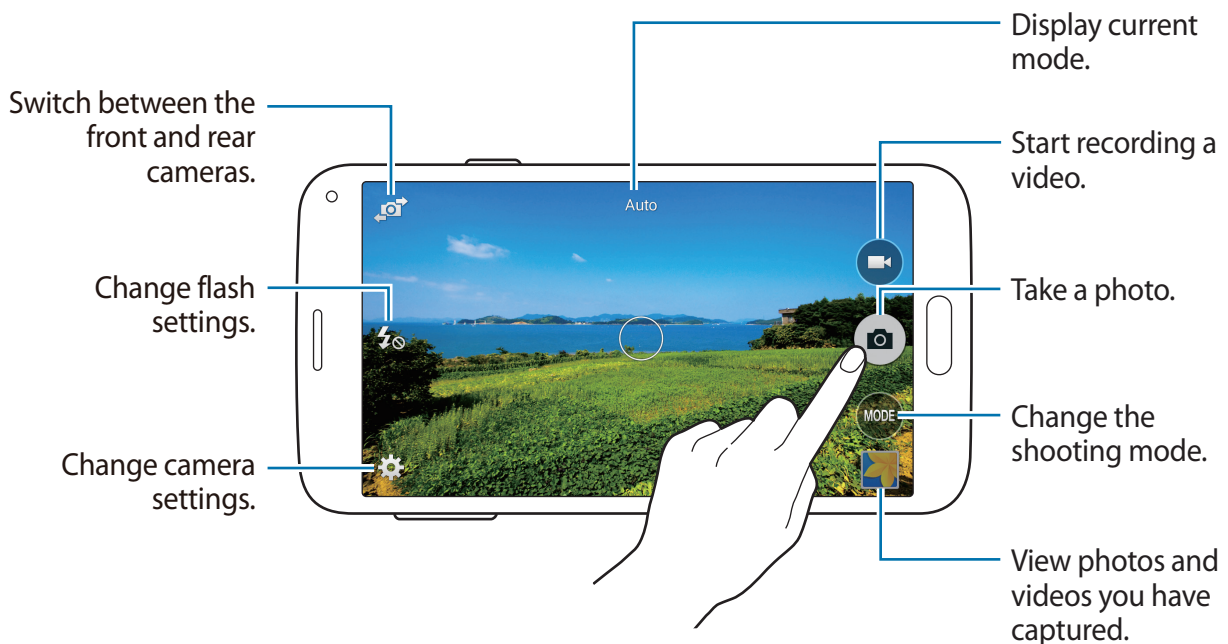 Display current
mode.
Switch between the
front and rear
cameras.
Start recording a
video.
Auto
Change flash
settings.
Take a photo.
MODE
Change the
shooting mode.
Change camera
settings.
View photos and
videos you have
captured.